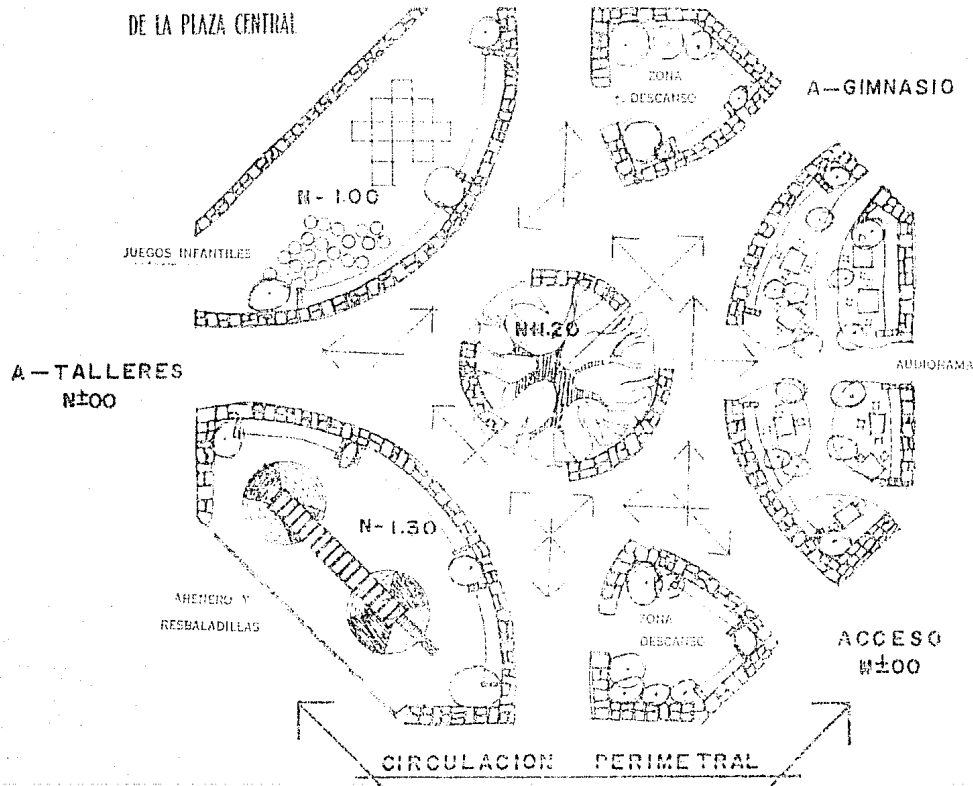 DE LA PLAZA CENTRAL
ZONA
DESCANSO
A-GIMNASIO
N-1.00
JUEGOS INFANTILES
N+1.20
A-TALLERES
N±00
AUDIORAMA
N-1.30
ARENERO Y
RESBALADILLAS
ZONA
DESCANSO
ACCESO
N±00
CIRCULACION PERIMETRAL